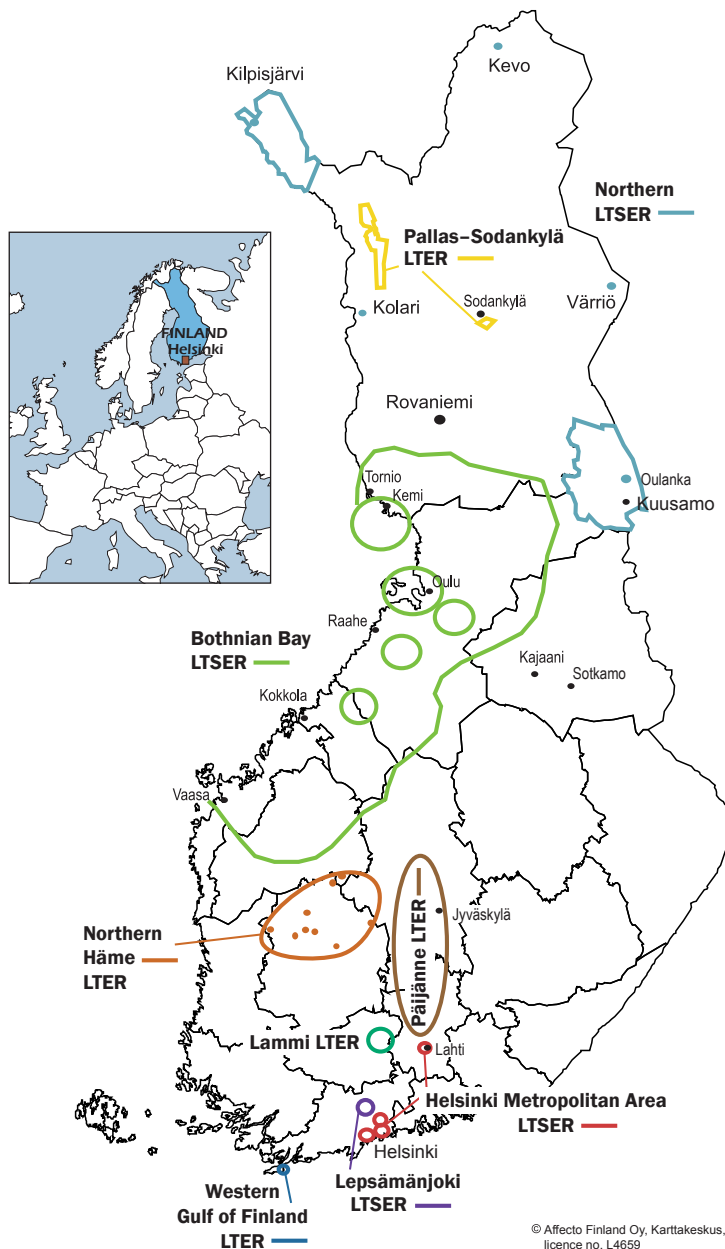 Kevo
Kilpisjärvi
Northern
LTSER
Pallas–Sodankylä
LTER
Sodankylä
Värriö
Kolari
FINLAND
Helsinki
Rovaniemi
Tornio
Kemi
Oulanka
Kuusamo
Oulu
Raahe
Bothnian Bay
LTSER
Kajaani
Sotkamo
Kokkola
Vaasa
Jyväskylä
Päijänne LTER
Northern
Häme
LTER
Lammi LTER
Lahti
Helsinki Metropolitan Area
LTSER
Helsinki
Lepsämänjoki
LTSER
Western
Gulf of Finland
LTER
© Affecto Finland Oy, Karttakeskus,
licence no. L4659